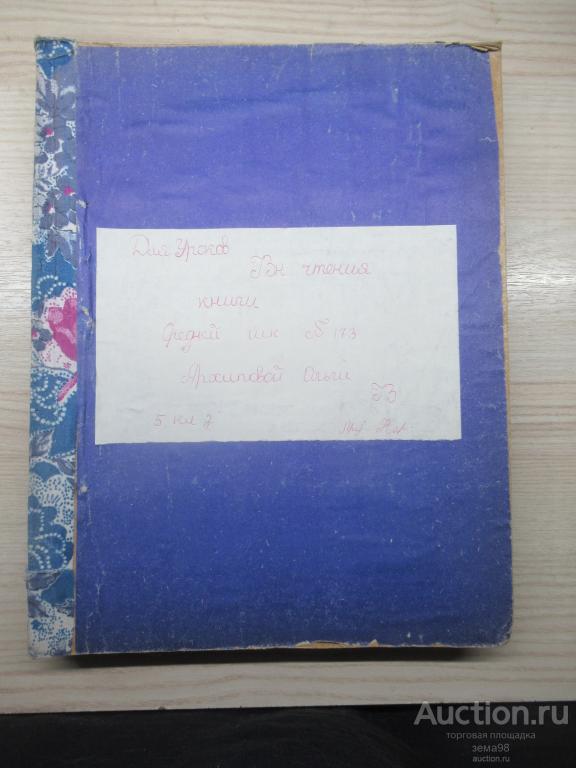 Для Уроков
Вн чтения
книги
Средней шк № 173
Архиповой Ольги
В
5 кл 2
Auction.ru
торговая площадка
зема98
auction.ru